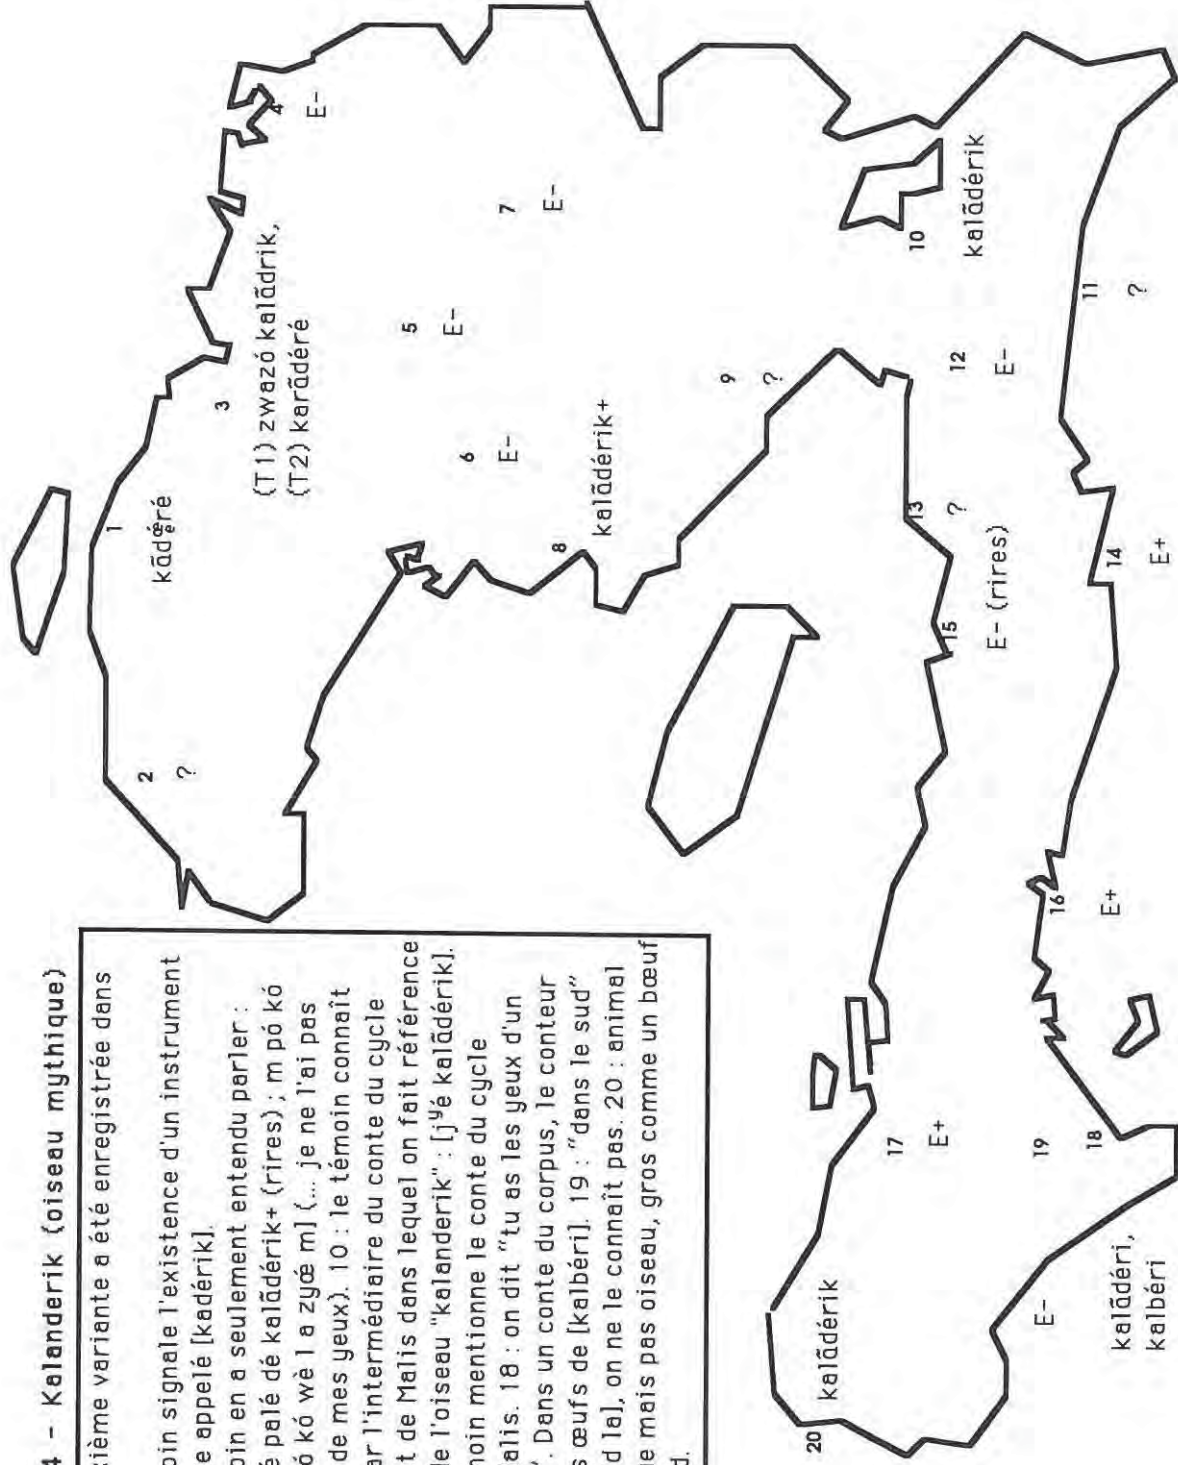 4 - Kalanderik (oiseau mythique)
ième variante a été enregistrée dans
oin signale l'existence d'un instrument
e appelé [kadérik].
oin en a seulement entendu parler :
é palé dé kalãdérik+ (rires) ; m pó kó
ó kó wè l a zyœ́ m] (... je ne l'ai pas
de mes yeux). 10 : le témoin connaît
ar l'intermédiaire du conte du cycle
t de Malis dans lequel on fait référence
de l'oiseau "kalanderik" : [jʸé kalãdérik].
noin mentionne le conte du cycle
alis. 18 : on dit "tu as les yeux d'un
". Dans un conte du corpus, le conteur
s œufs de [kalbéri]. 19 : "dans le sud"
d la], on ne le connaît pas. 20 : animal
e mais pas oiseau, gros comme un bœuf
d.
1
kãdœré
2
?
3
(T1) zwazó kalãdrik,
(T2) karãdéré
4
E-
5
E-
6
E-
7
E-
8
kalãdérik+
9
?
10
kalãdérik
11
?
12
E-
13
?
14
E+
15
E- (rires)
16
E+
17
E+
18
kalãdéri,
kalbéri
19
E-
20
kalãdérik